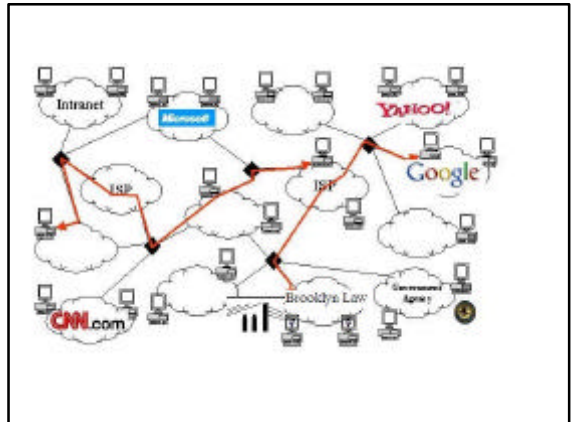 Intranet
Microsoft
YAHOO!
ISP
ISP
Google
CNN.com
Brooklyn Law
Government
Agency